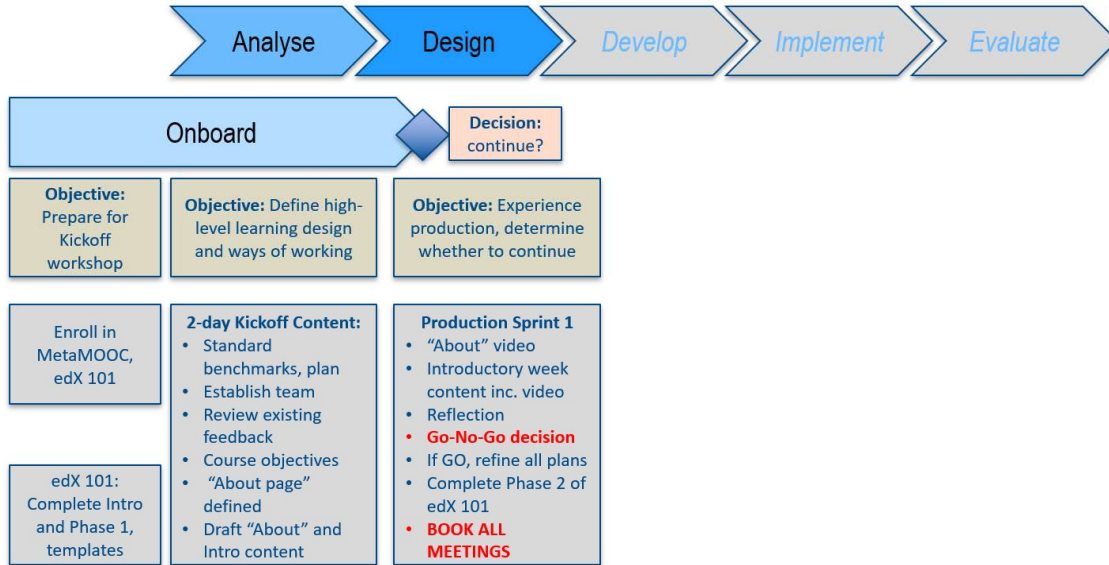 Analyse
Design
Develop
Implement
Evaluate
Onboard
Decision:
continue?
Objective:
Prepare for
Kickoff
workshop
Objective: Define high-
level learning design
and ways of working
Objective: Experience
production, determine
whether to continue
Enroll in
MetaMOOC,
edX 101
edX 101:
Complete Intro
and Phase 1,
templates
2-day Kickoff Content:
• Standard
benchmarks, plan
• Establish team
• Review existing
feedback
• Course objectives
• “About page”
defined
• Draft “About” and
Intro content
Production Sprint 1
• “About” video
• Introductory week
content inc. video
• Reflection
• Go-No-Go decision
• If GO, refine all plans
• Complete Phase 2 of
edX 101
• BOOK ALL
MEETINGS